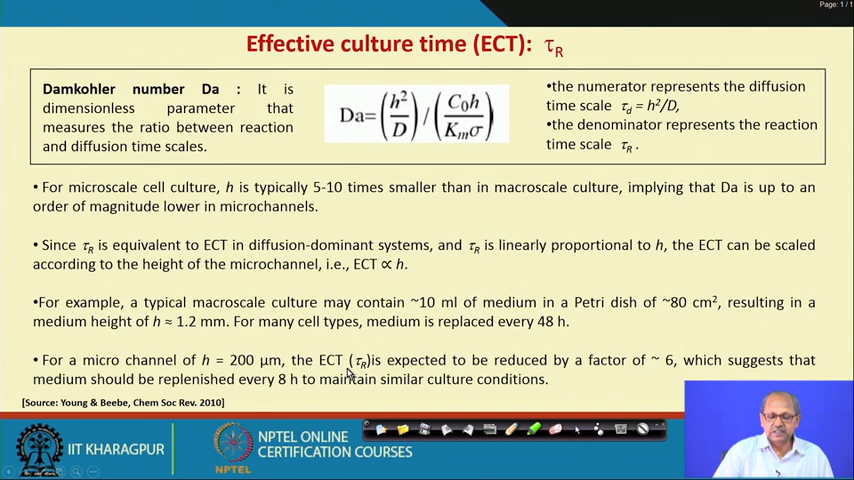 Page: 1 / 1
Effective culture time (ECT): τR
Damkohler number Da : It is
dimensionless parameter that
measures the ratio between reaction
and diffusion time scales.
Da= (h²/D) / (C₀h/Kₘσ)
•the numerator represents the diffusion
time scale τd = h²/D,
•the denominator represents the reaction
time scale τR .
• For microscale cell culture, h is typically 5-10 times smaller than in macroscale culture, implying that Da is up to an
order of magnitude lower in microchannels.
• Since τR is equivalent to ECT in diffusion-dominant systems, and τR is linearly proportional to h, the ECT can be scaled
according to the height of the microchannel, i.e., ECT ∝ h.
•For example, a typical macroscale culture may contain ~10 ml of medium in a Petri dish of ~80 cm², resulting in a
medium height of h ≈ 1.2 mm. For many cell types, medium is replaced every 48 h.
• For a micro channel of h = 200 μm, the ECT (τR)is expected to be reduced by a factor of ~ 6, which suggests that
medium should be replenished every 8 h to maintain similar culture conditions.
[Source: Young & Beebe, Chem Soc Rev. 2010]
IIT KHARAGPUR
NPTEL
NPTEL ONLINE
CERTIFICATION COURSES